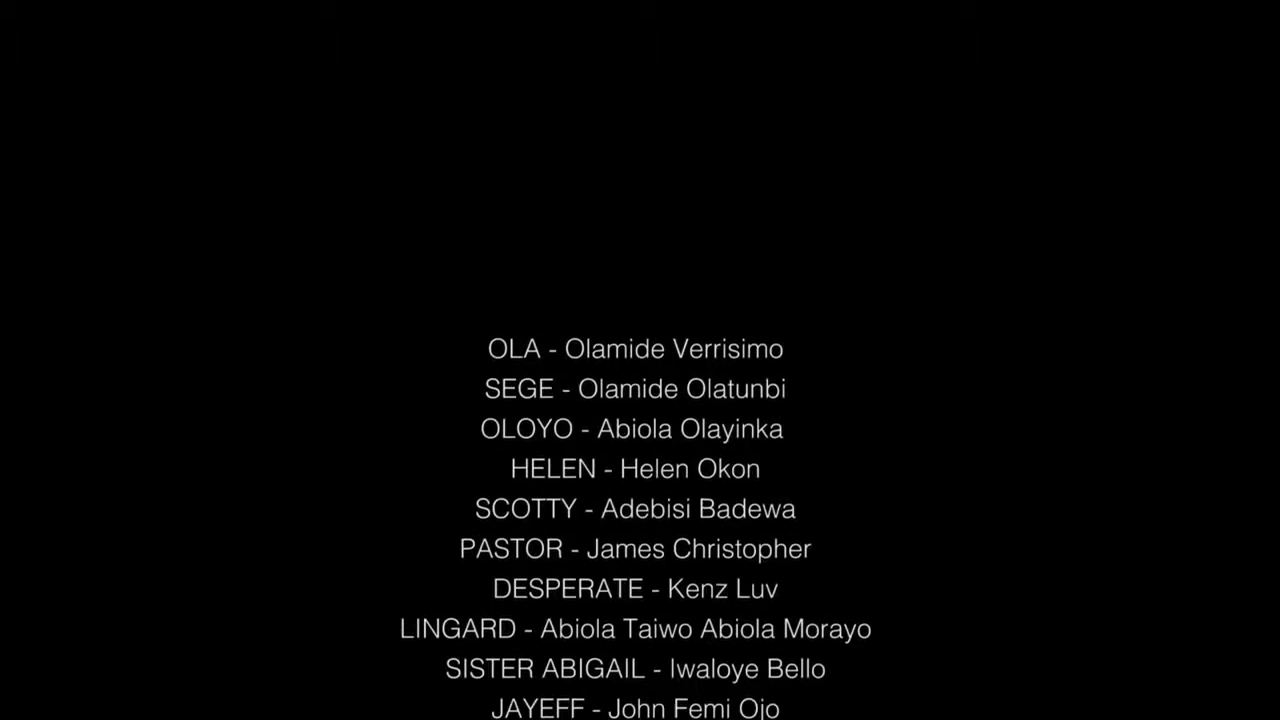 OLA - Olamide Verrisimo
SEGE - Olamide Olatunbi
OLOYO - Abiola Olayinka
HELEN - Helen Okon
SCOTTY - Adebisi Badewa
PASTOR - James Christopher
DESPERATE - Kenz Luv
LINGARD - Abiola Taiwo Abiola Morayo
SISTER ABIGAIL - Iwaloye Bello
JAYEFF - John Femi Ojo